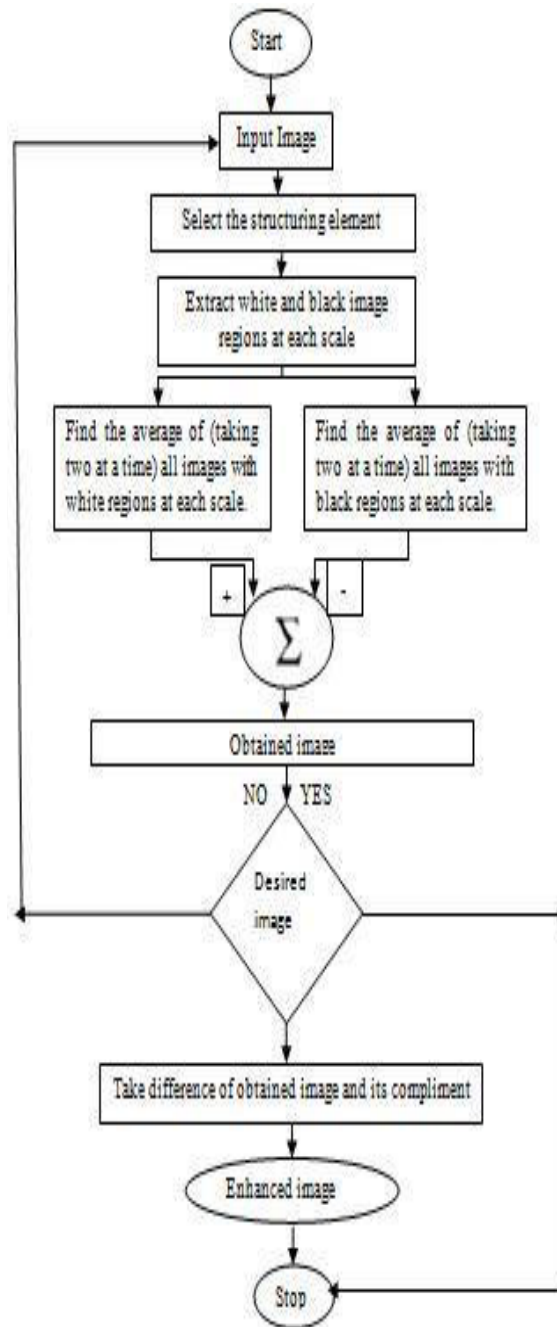 Start
Input Image
Select the structuring element
Extract white and black image
regions at each scale
Find the average of (taking
two at a time) all images with
white regions at each scale.
Find the average of (taking
two at a time) all images with
black regions at each scale.
+
-
Σ
Obtained image
NO YES
Desired
image
Take difference of obtained image and its compliment
Enhanced image
Stop